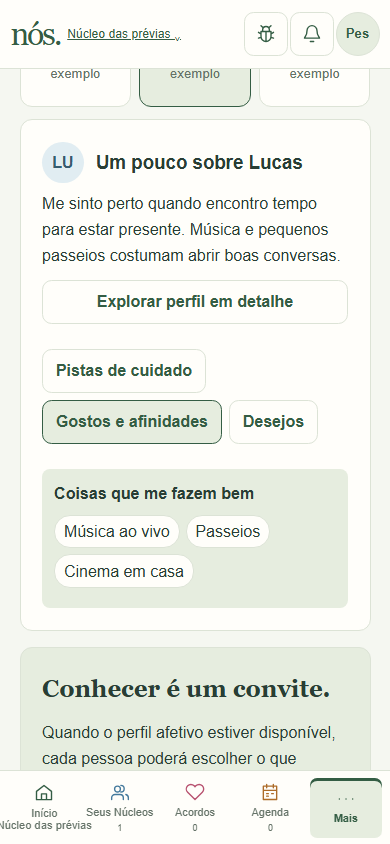 nós. Núcleo das prévias
Pes
exemplo exemplo exemplo
LU Um pouco sobre Lucas
Me sinto perto quando encontro tempo
para estar presente. Música e pequenos
passeios costumam abrir boas conversas.
Explorar perfil em detalhe
Pistas de cuidado
Gostos e afinidades Desejos
Coisas que me fazem bem
Música ao vivo Passeios
Cinema em casa
Conhecer é um convite.
Quando o perfil afetivo estiver disponível,
cada pessoa poderá escolher o que
Início Seus Núcleos Acordos Agenda ... Mais
Núcleo das prévias 1 0 0